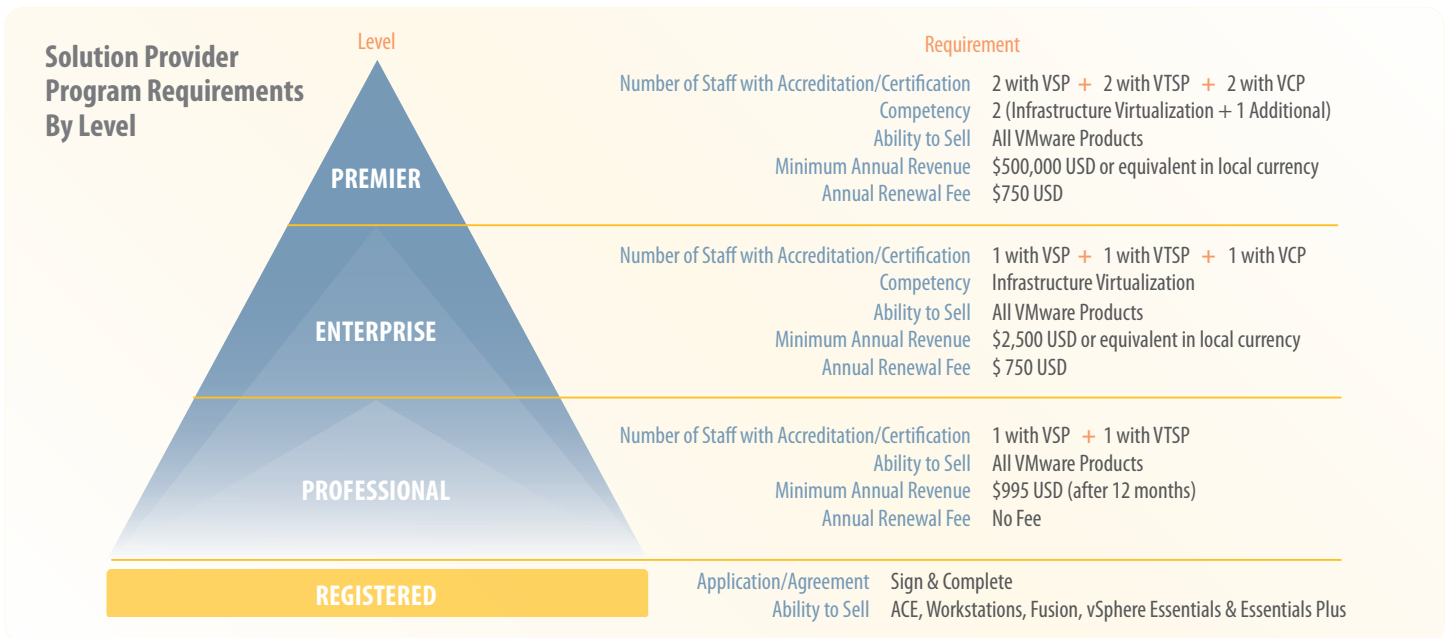 Solution Provider
Program Requirements
By Level
Level
Requirement
PREMIER
Number of Staff with Accreditation/Certification 2 with VSP + 2 with VTSP + 2 with VCP
Competency 2 (Infrastructure Virtualization + 1 Additional)
Ability to Sell All VMware Products
Minimum Annual Revenue $500,000 USD or equivalent in local currency
Annual Renewal Fee $750 USD
ENTERPRISE
Number of Staff with Accreditation/Certification 1 with VSP + 1 with VTSP + 1 with VCP
Competency Infrastructure Virtualization
Ability to Sell All VMware Products
Minimum Annual Revenue $2,500 USD or equivalent in local currency
Annual Renewal Fee $ 750 USD
PROFESSIONAL
Number of Staff with Accreditation/Certification 1 with VSP + 1 with VTSP
Ability to Sell All VMware Products
Minimum Annual Revenue $995 USD (after 12 months)
Annual Renewal Fee No Fee
REGISTERED
Application/Agreement Sign & Complete
Ability to Sell ACE, Workstations, Fusion, vSphere Essentials & Essentials Plus